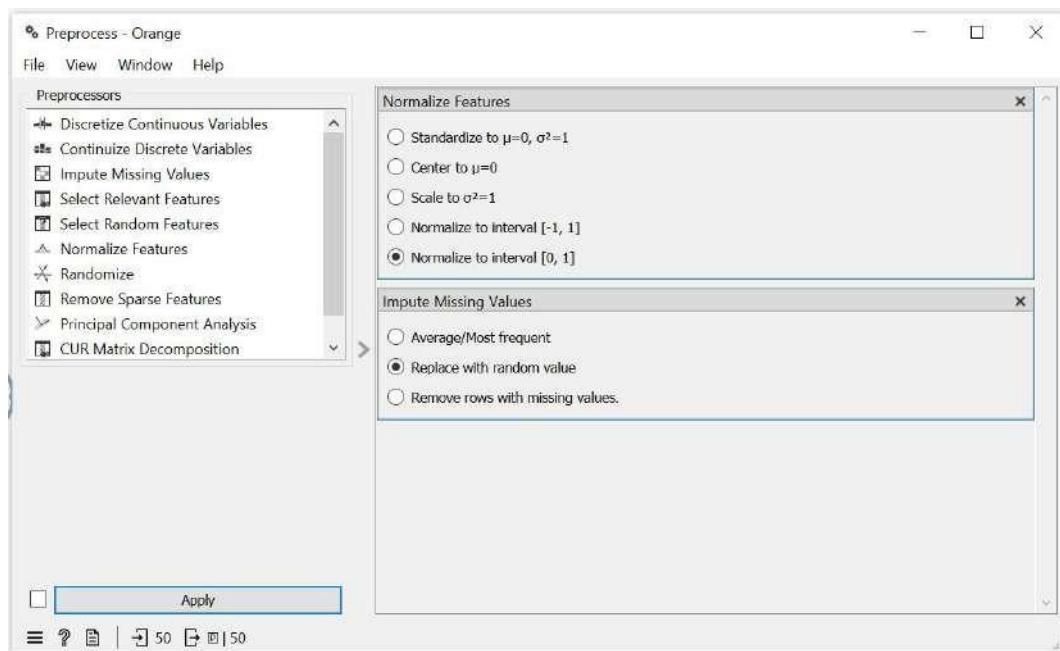 Preprocess - Orange
File View Window Help
Preprocessors
Discretize Continuous Variables
Continuize Discrete Variables
Impute Missing Values
Select Relevant Features
Select Random Features
Normalize Features
Randomize
Remove Sparse Features
Principal Component Analysis
CUR Matrix Decomposition
Normalize Features
Standardize to μ=0, σ²=1
Center to μ=0
Scale to σ²=1
Normalize to interval [-1, 1]
Normalize to interval [0, 1]
Impute Missing Values
Average/Most frequent
Replace with random value
Remove rows with missing values.
Apply
? | 50 | 50